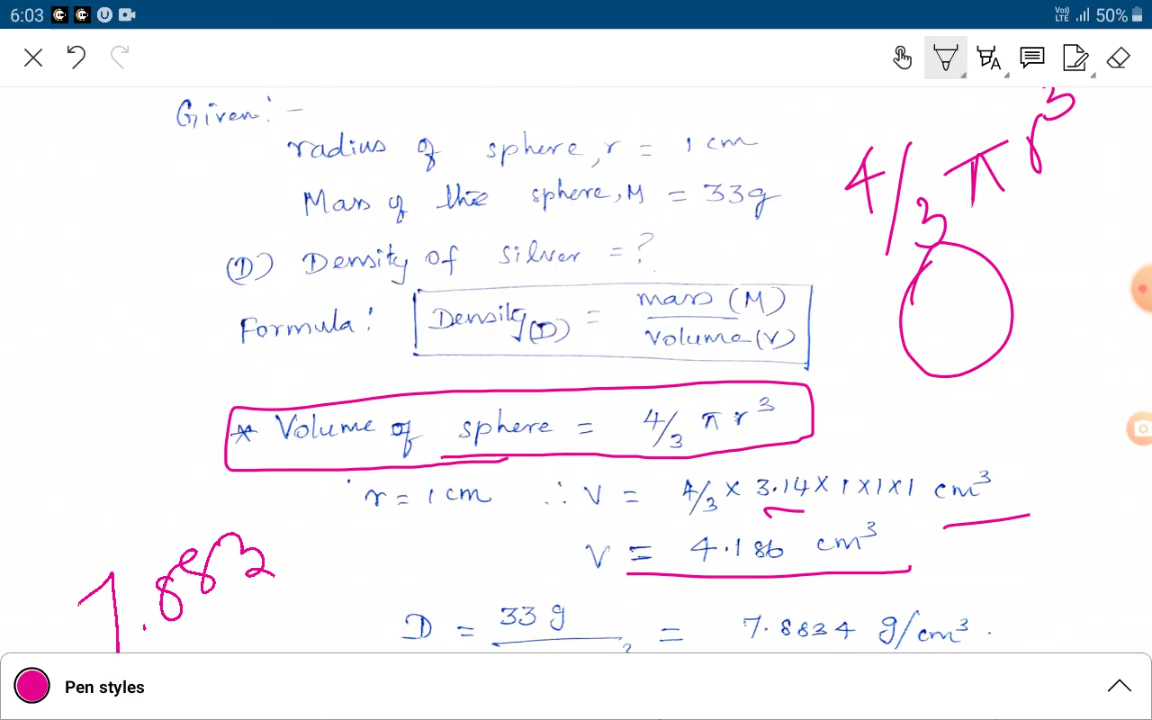 6:03 50%
4/3 π r³
Given:-
radius of sphere, r = 1 cm
Mass of the sphere, M = 33g
(D) Density of silver = ?
Formula: Density(D) = mass (M)
volume (V)
* Volume of sphere = 4/3 π r³
r = 1 cm ∴ V = 4/3 × 3.14 × 1 × 1 × 1 cm³
V = 4.186 cm³
7.883
D = 33 g = 7.8834 g/cm³.
Pen styles